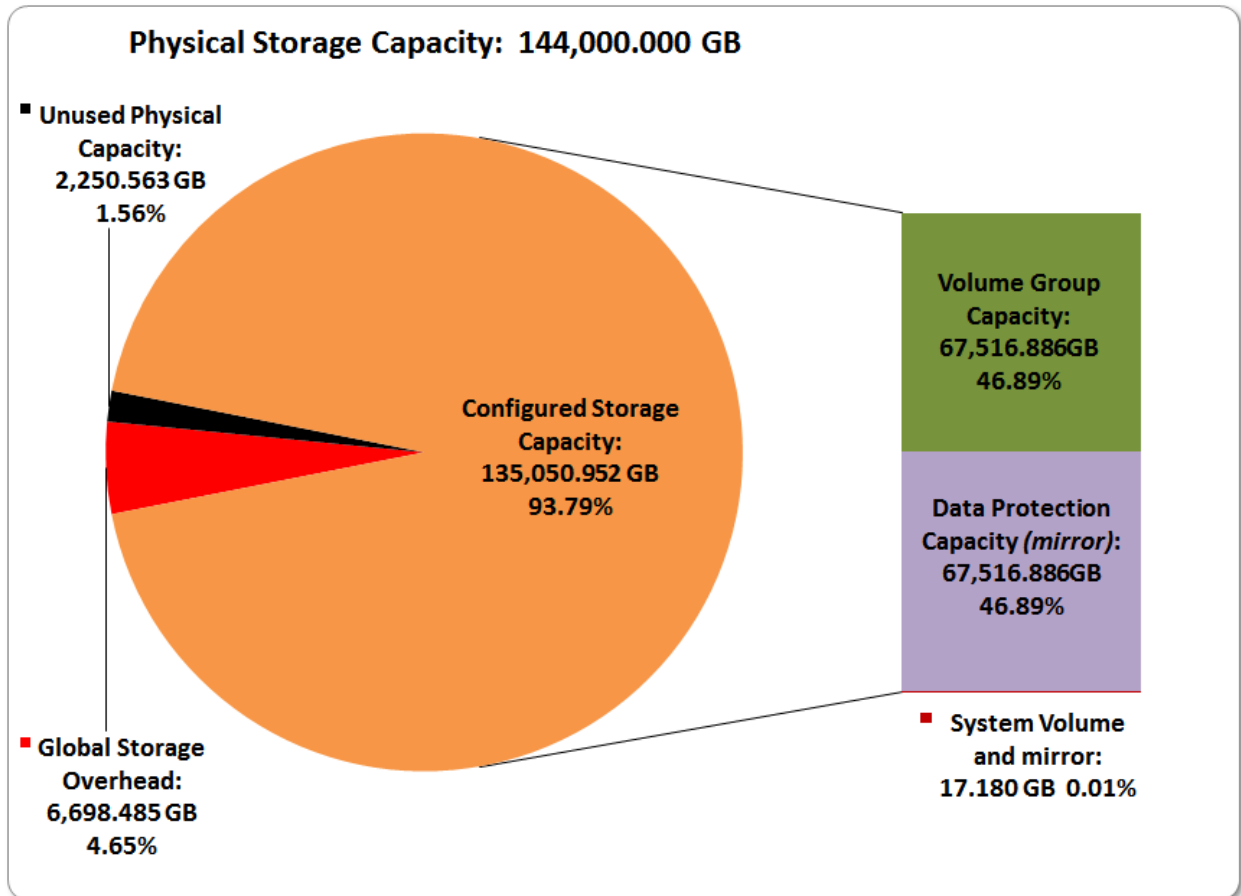 Physical Storage Capacity: 144,000.000 GB
Unused Physical
Capacity:
2,250.563 GB
1.56%
Volume Group
Capacity:
67,516.886GB
46.89%
Configured Storage
Capacity:
135,050.952 GB
93.79%
Data Protection
Capacity (mirror):
67,516.886GB
46.89%
Global Storage
Overhead:
6,698.485 GB
4.65%
System Volume
and mirror:
17.180 GB 0.01%